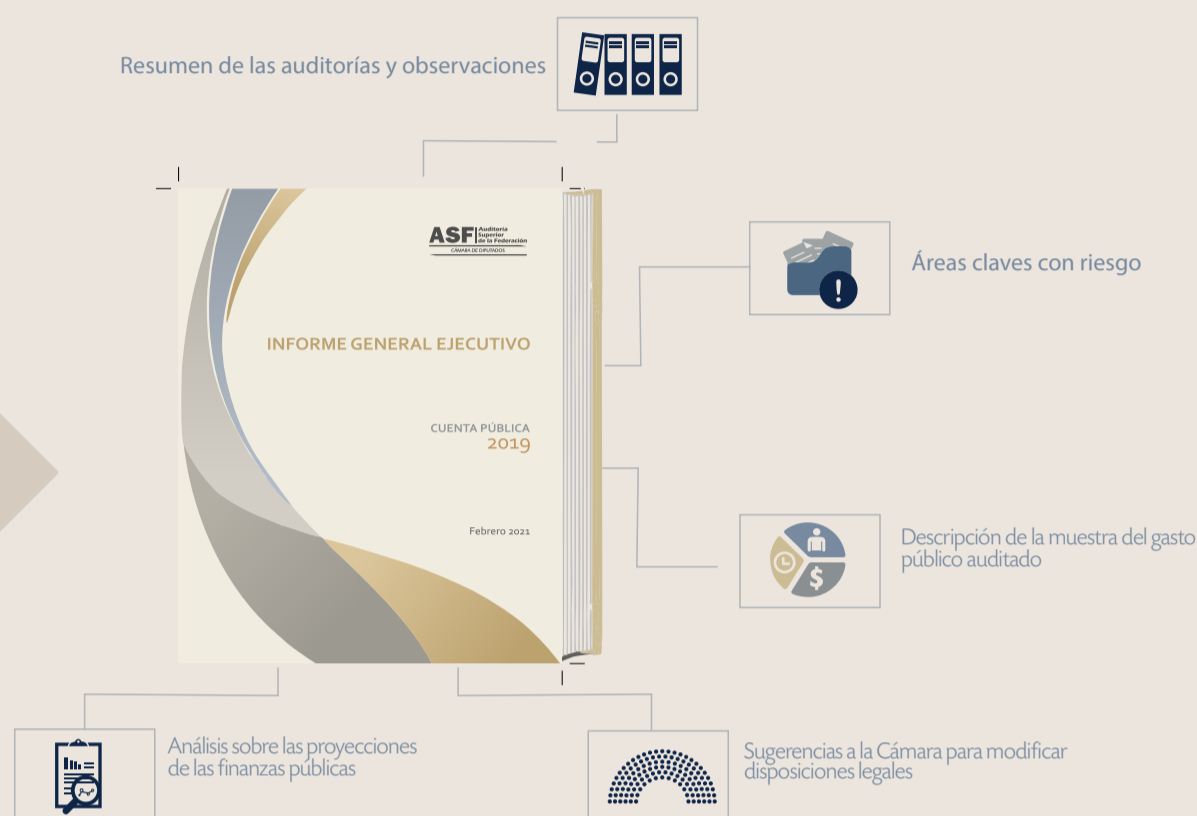 Resumen de las auditorías y observaciones
ASF Auditoría
Superior
de la Federación
CÁMARA DE DIPUTADOS
Áreas claves con riesgo
INFORME GENERAL EJECUTIVO
CUENTA PÚBLICA
2019
Febrero 2021
Descripción de la muestra del gasto
público auditado
Análisis sobre las proyecciones
de las finanzas públicas
Sugerencias a la Cámara para modificar
disposiciones legales